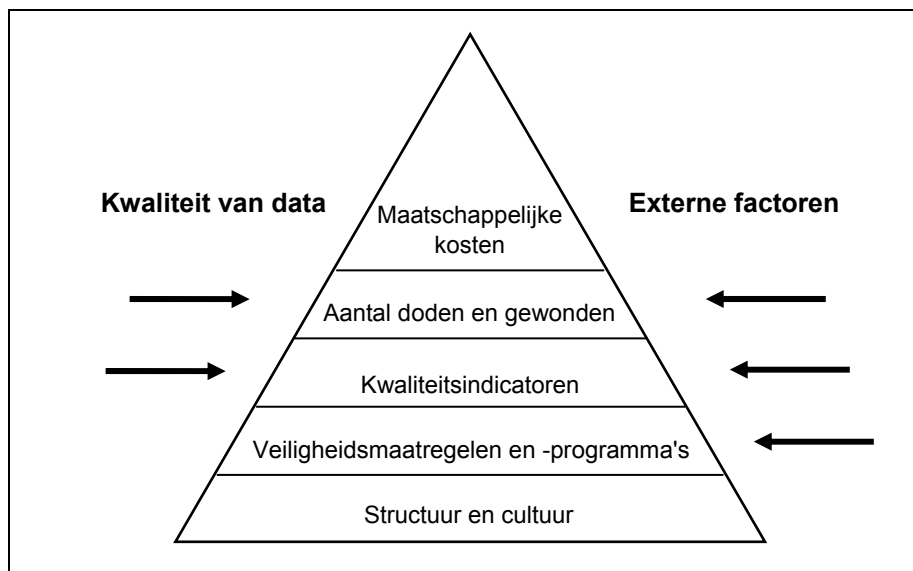 Kwaliteit van data
Externe factoren
Maatschappelijke
kosten
Aantal doden en gewonden
Kwaliteitsindicatoren
Veiligheidsmaatregelen en -programma's
Structuur en cultuur